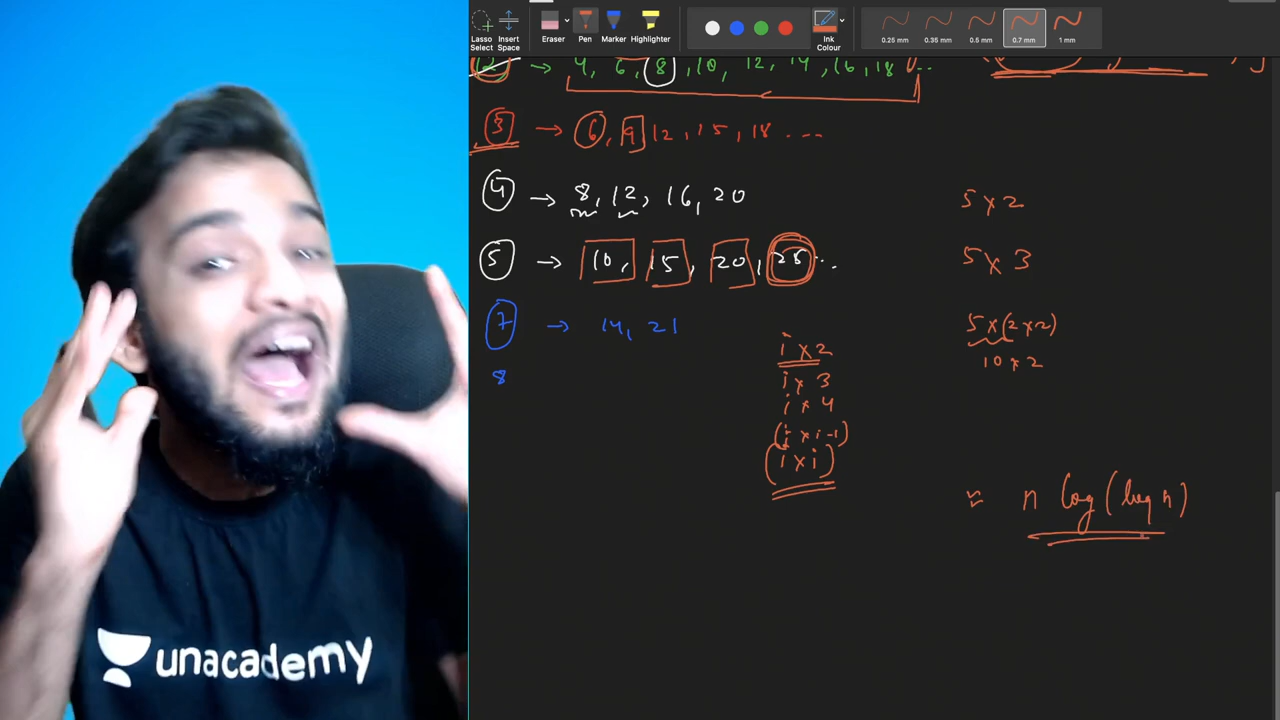 Lasso Select
Insert Space
Eraser
Pen
Marker
Highlighter
Ink Colour
0.25 mm
0.35 mm
0.5 mm
0.7 mm
1 mm
2 → 4, 6, 8, 10, 12, 14, 16, 18 ...
3 → 6, 9 12, 15, 18 ...
4 → 8, 12, 16, 20
5 × 2
5 → 10, 15, 20, 25 ..
5 × 3
7 → 14, 21
5 × (2 × 2)
10 × 2
8
i × 2
i × 3
i × 4
(i × i-1)
(i × i)
≈ n log(log n)
unacademy